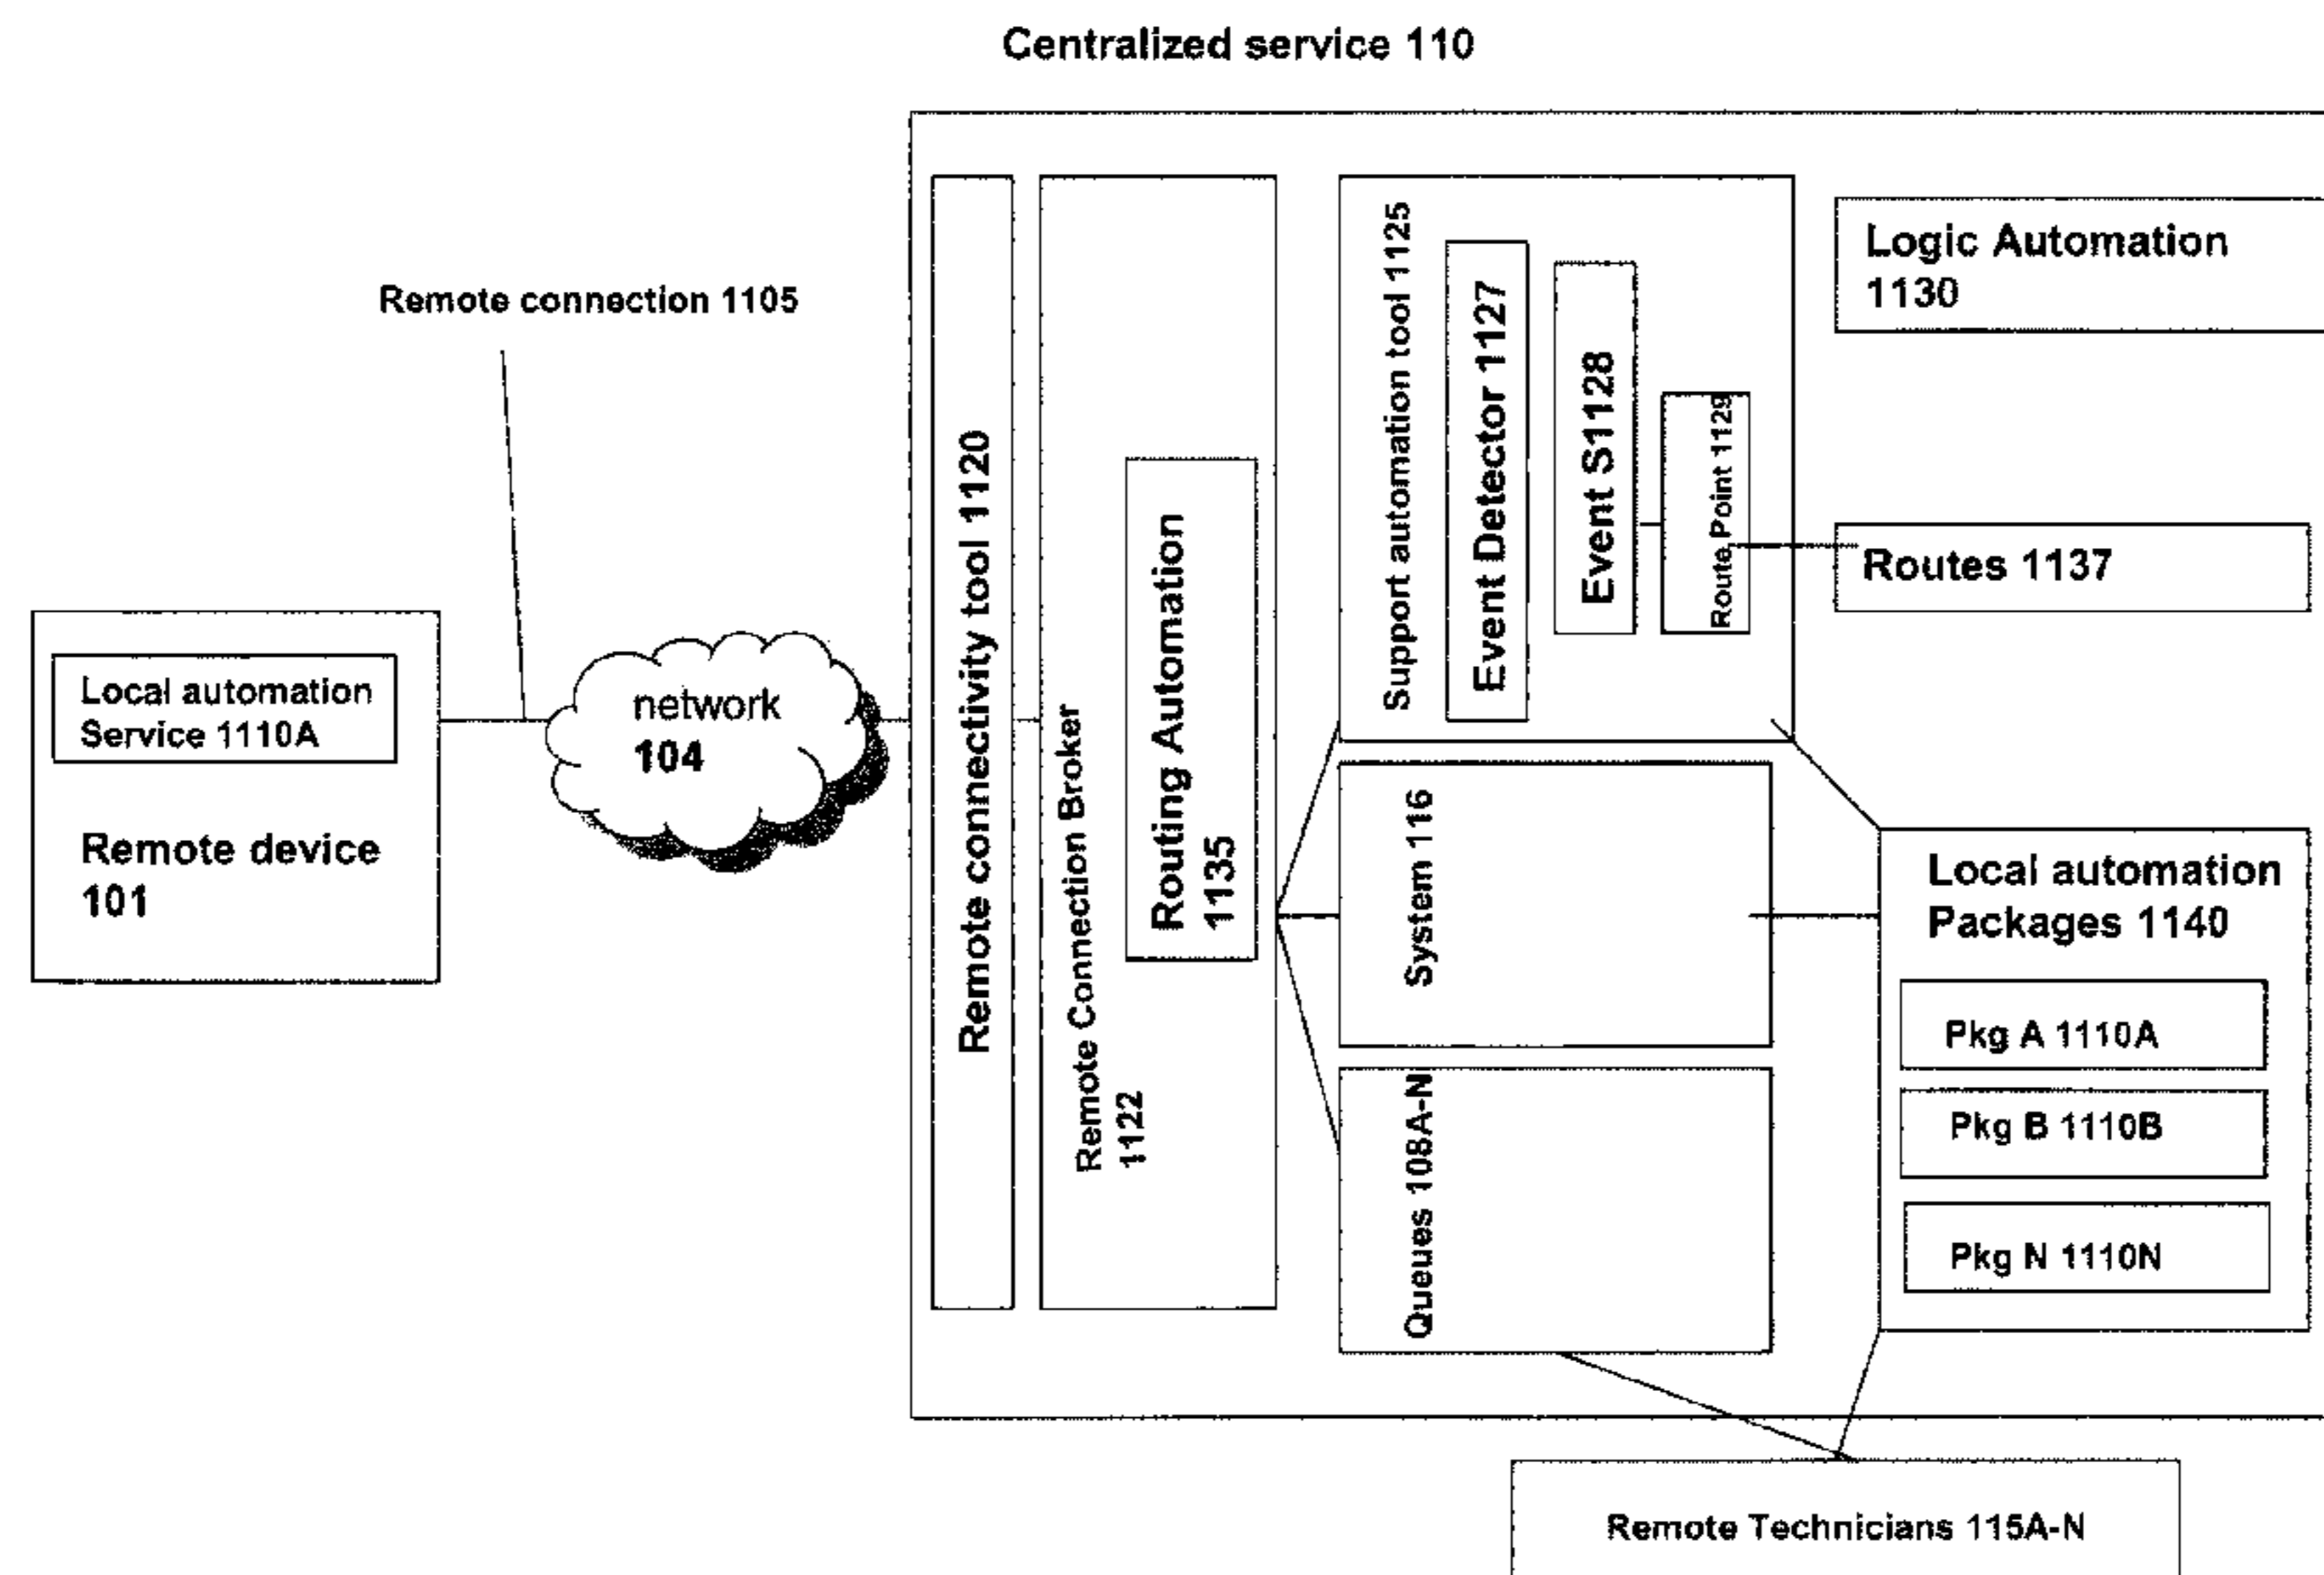 Centralized service 110
Remote connection 1105
Local automation
Service 1110A
Remote device
101
network
104
Remote connectivity tool 1120
Remote Connection Broker
1122
Routing Automation
1135
Support automation tool 1125
Event Detector 1127
Event S1128
Route Point 1129
Logic Automation
1130
Routes 1137
System 116
Queues 108A-N
Local automation
Packages 1140
Pkg A 1110A
Pkg B 1110B
Pkg N 1110N
Remote Technicians 115A-N